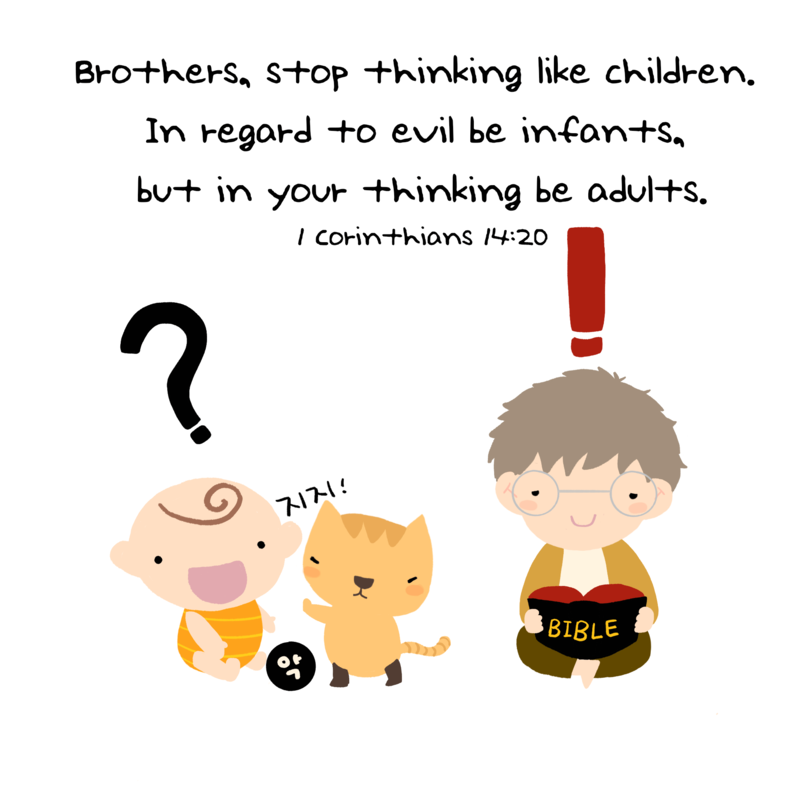 Brothers, stop thinking like children.
In regard to evil be infants,
but in your thinking be adults.
1 Corinthians 14:20
!
?
지지!
악
BIBLE